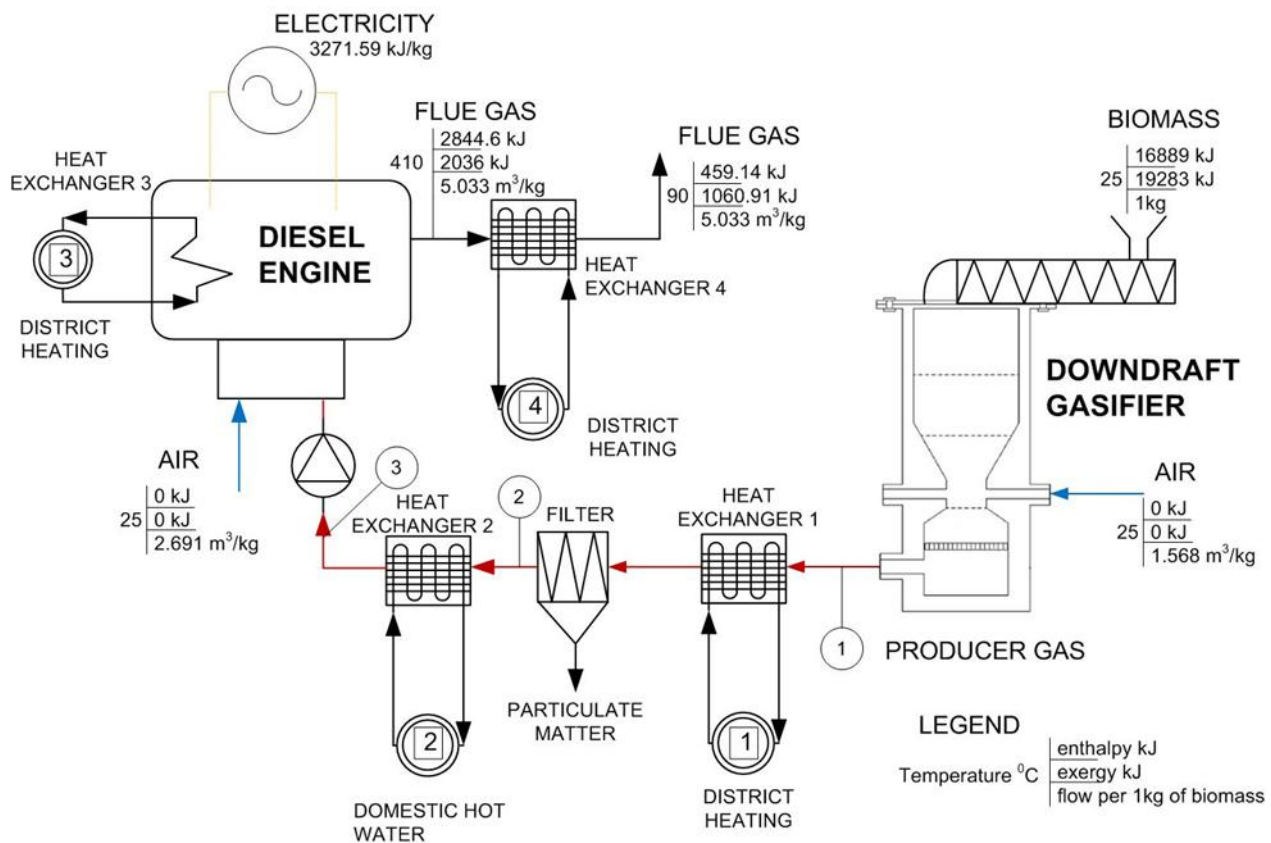 ELECTRICITY
3271.59 kJ/kg
FLUE GAS
410
2844.6 kJ
2036 kJ
5.033 m³/kg
FLUE GAS
90
459.14 kJ
1060.91 kJ
5.033 m³/kg
BIOMASS
25
16889 kJ
19283 kJ
1kg
HEAT
EXCHANGER 3
3
DISTRICT
HEATING
DIESEL
ENGINE
HEAT
EXCHANGER 4
4
DISTRICT
HEATING
DOWNDRAFT
GASIFIER
AIR
25
0 kJ
0 kJ
2.691 m³/kg
3
HEAT
EXCHANGER 2
2
FILTER
HEAT
EXCHANGER 1
AIR
25
0 kJ
0 kJ
1.568 m³/kg
1
PRODUCER GAS
PARTICULATE
MATTER
2
DOMESTIC HOT
WATER
1
DISTRICT
HEATING
LEGEND
Temperature ⁰C
enthalpy kJ
exergy kJ
flow per 1kg of biomass